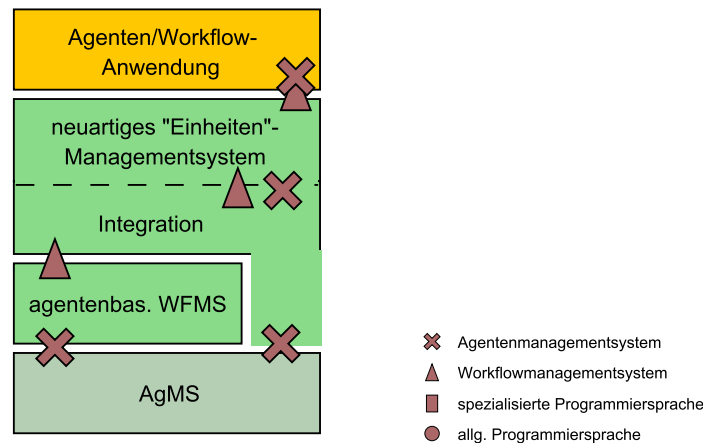 Agenten/Workflow-
Anwendung
neuartiges "Einheiten"-
Managementsystem
Integration
agentenbas. WFMS
AgMS
Agentenmanagementsystem
Workflowmanagementsystem
spezialisierte Programmiersprache
allg. Programmiersprache